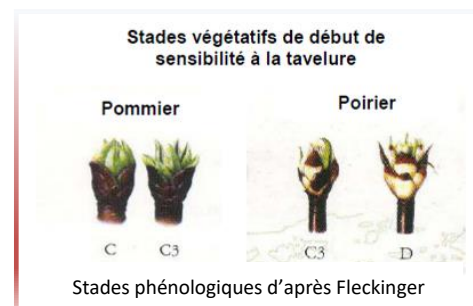 Stades végétatifs de début de
sensibilité à la tavelure
Pommier
Poirier
C
C3
C3
D
Stades phénologiques d’après Fleckinger